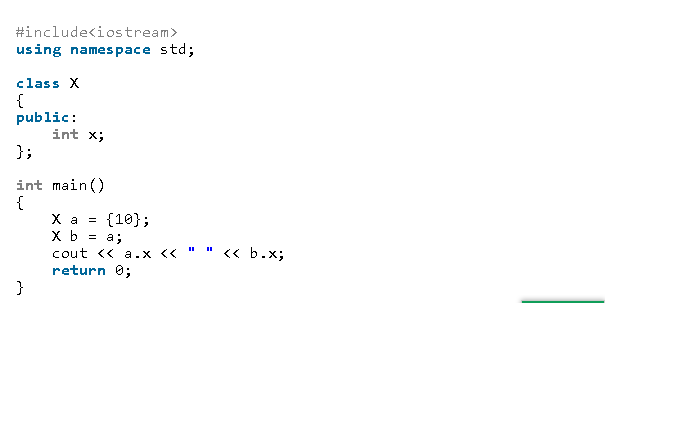 #include<iostream>
using namespace std;
class X
{
public:
    int x;
};
int main()
{
    X a = {10};
    X b = a;
    cout << a.x << " " << b.x;
    return 0;
}